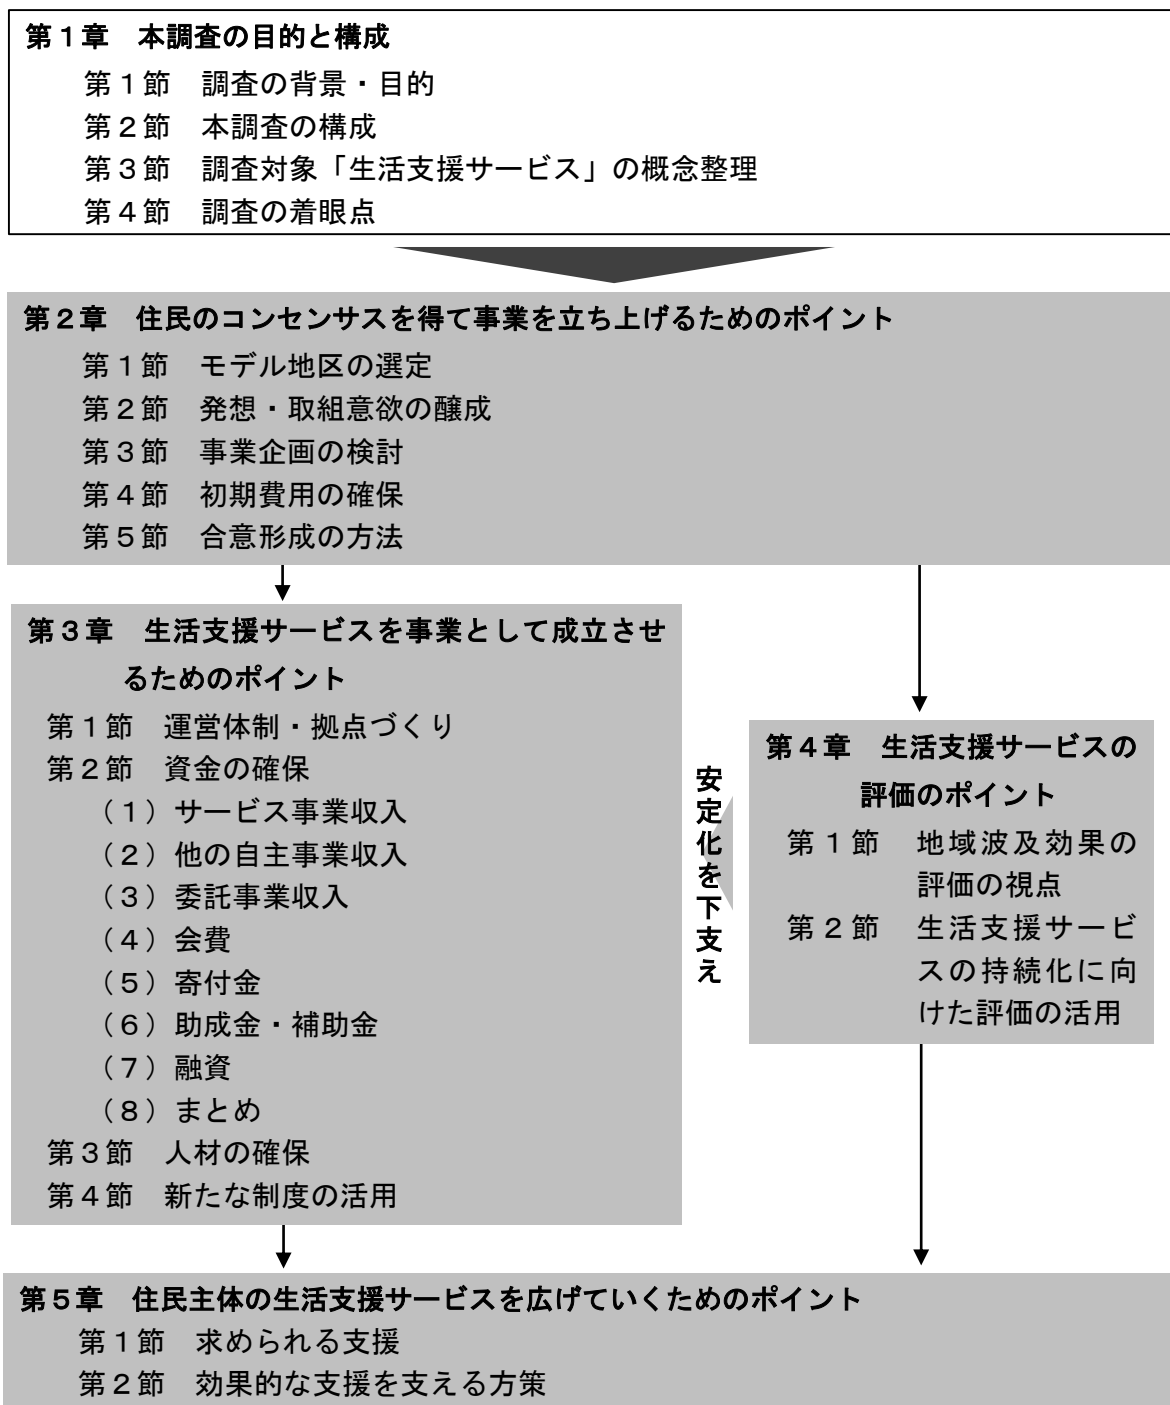 第１章　本調査の目的と構成
第１節　調査の背景・目的
第２節　本調査の構成
第３節　調査対象「生活支援サービス」の概念整理
第４節　調査の着眼点
第２章　住民のコンセンサスを得て事業を立ち上げるためのポイント
第１節　モデル地区の選定
第２節　発想・取組意欲の醸成
第３節　事業企画の検討
第４節　初期費用の確保
第５節　合意形成の方法
第３章　生活支援サービスを事業として成立させ
るためのポイント
第１節　運営体制・拠点づくり
第２節　資金の確保
（１）サービス事業収入
（２）他の自主事業収入
（３）委託事業収入
（４）会費
（５）寄付金
（６）助成金・補助金
（７）融資
（８）まとめ
第３節　人材の確保
第４節　新たな制度の活用
安定化を下支え
第４章　生活支援サービスの
評価のポイント
第１節　地域波及効果の
評価の視点
第２節　生活支援サービ
スの持続化に向
けた評価の活用
第５章　住民主体の生活支援サービスを広げていくためのポイント
第１節　求められる支援
第２節　効果的な支援を支える方策